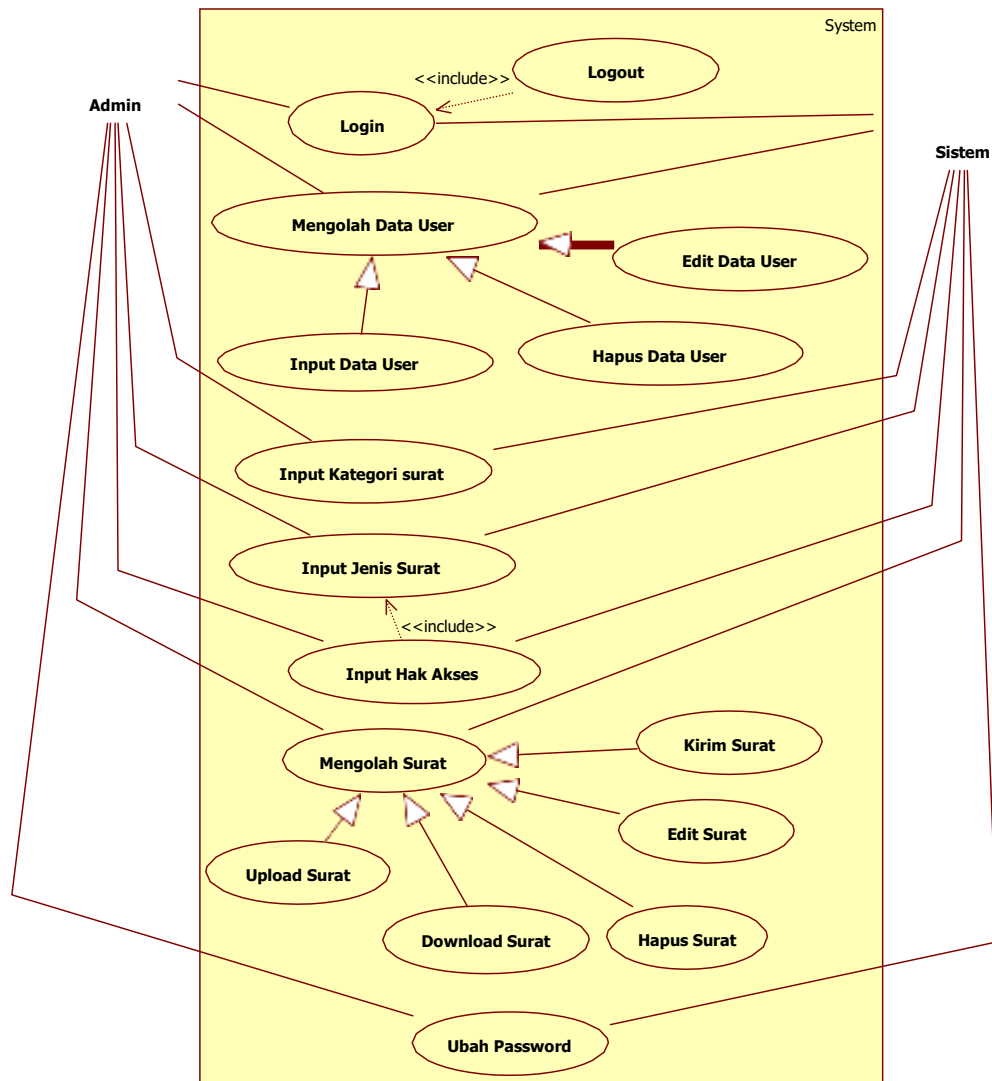 System
Logout
<<include>>
Admin
Login
Sistem
Mengolah Data User
Edit Data User
Input Data User
Hapus Data User
Input Kategori surat
Input Jenis Surat
<<include>>
Input Hak Akses
Kirim Surat
Mengolah Surat
Edit Surat
Upload Surat
Download Surat
Hapus Surat
Ubah Password